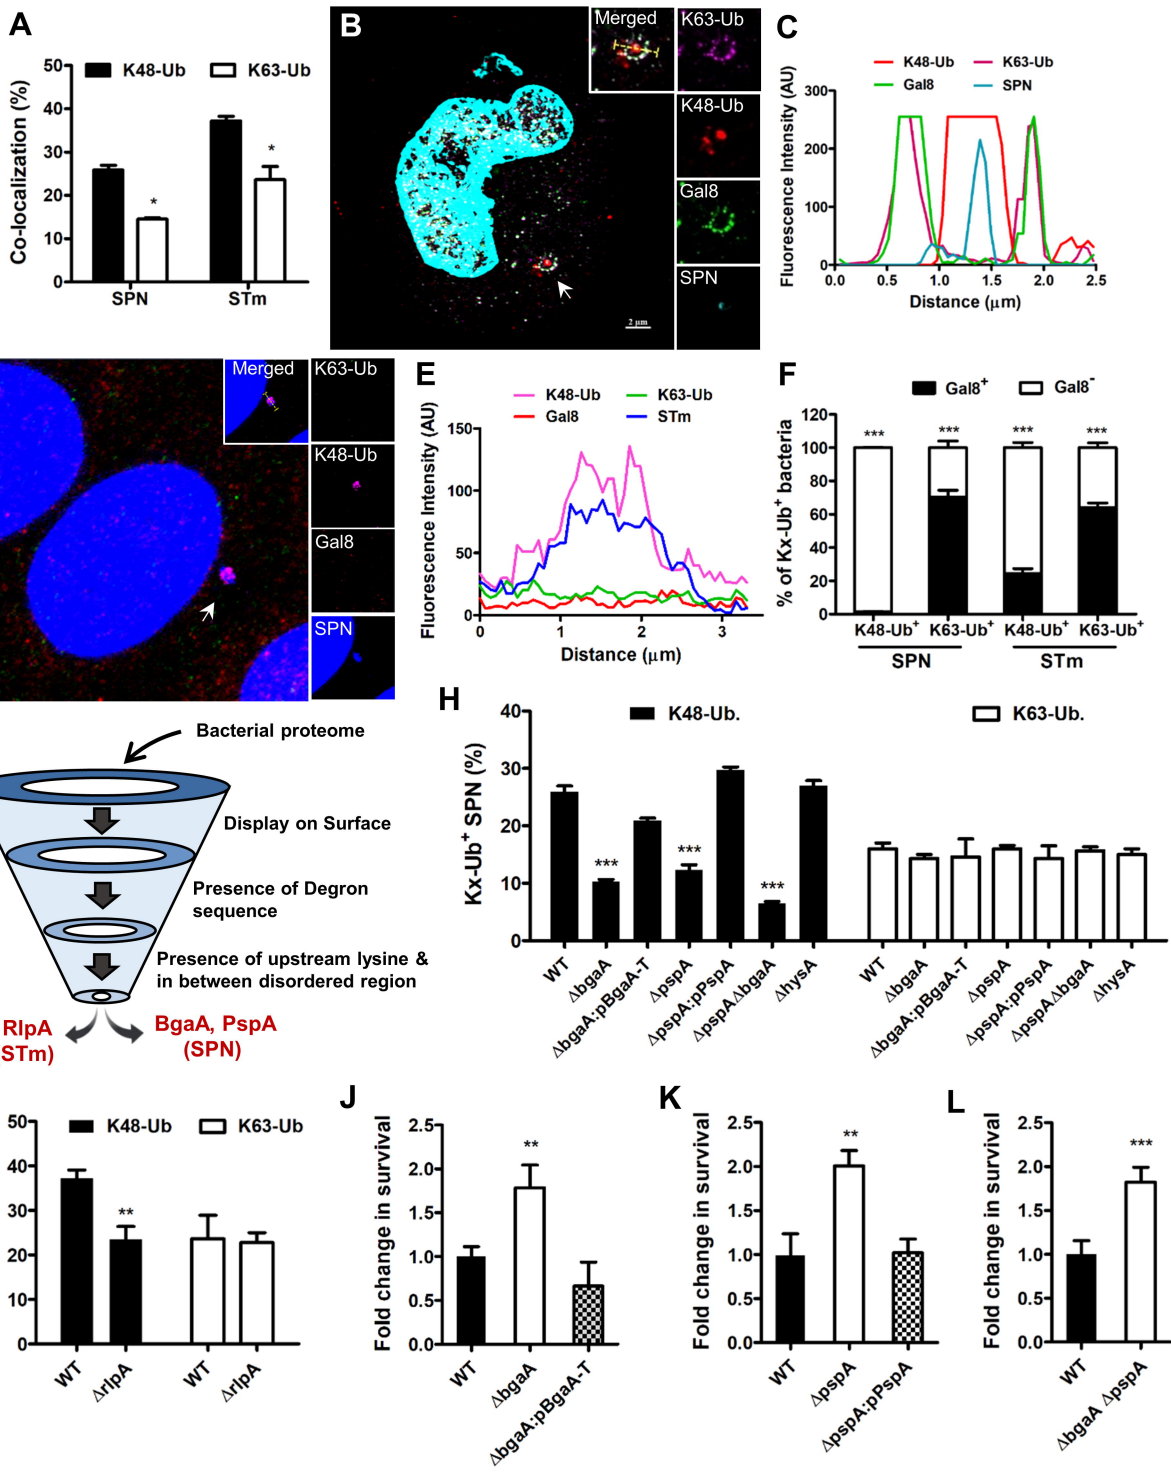 A
K48-Ub K63-Ub
Co-localization (%)
50
40
30
20
10
0
* *
SPN STm
B
Merged
K63-Ub
K48-Ub
Gal8
SPN
2 μm
C
K48-Ub K63-Ub
Gal8 SPN
Fluorescence Intensity (AU)
300
200
100
0
0.0 0.5 1.0 1.5 2.0 2.5
Distance (μm)
Merged
K63-Ub
K48-Ub
Gal8
SPN
E
K48-Ub K63-Ub
Gal8 STm
Fluorescence Intensity (AU)
150
100
50
0
0 1 2 3
Distance (μm)
F
Gal8+ Gal8-
% of Kx-Ub+ bacteria
120
100
80
60
40
20
0
*** *** *** ***
K48-Ub+ K63-Ub+ K48-Ub+ K63-Ub+
SPN STm
Bacterial proteome
Display on Surface
Presence of Degron
sequence
Presence of upstream lysine &
in between disordered region
RlpA
STm)
BgaA, PspA
(SPN)
H
K48-Ub. K63-Ub.
Kx-Ub+ SPN (%)
40
30
20
10
0
*** *** ***
WT ΔbgaA ΔbgaA:pBgaA-T ΔpspA ΔpspA:pPspA ΔpspAΔbgaA ΔhysA
WT ΔbgaA ΔbgaA:pBgaA-T ΔpspA ΔpspA:pPspA ΔpspAΔbgaA ΔhysA
K48-Ub K63-Ub
50
40
30
20
10
0
**
WT ΔrlpA WT ΔrlpA
J
Fold change in survival
2.5
2.0
1.5
1.0
0.5
0.0
**
WT ΔbgaA ΔbgaA:pBgaA-T
K
Fold change in survival
2.5
2.0
1.5
1.0
0.5
0.0
**
WT ΔpspA ΔpspA:pPspA
L
Fold change in survival
2.5
2.0
1.5
1.0
0.5
0.0
***
WT ΔbgaA ΔpspA